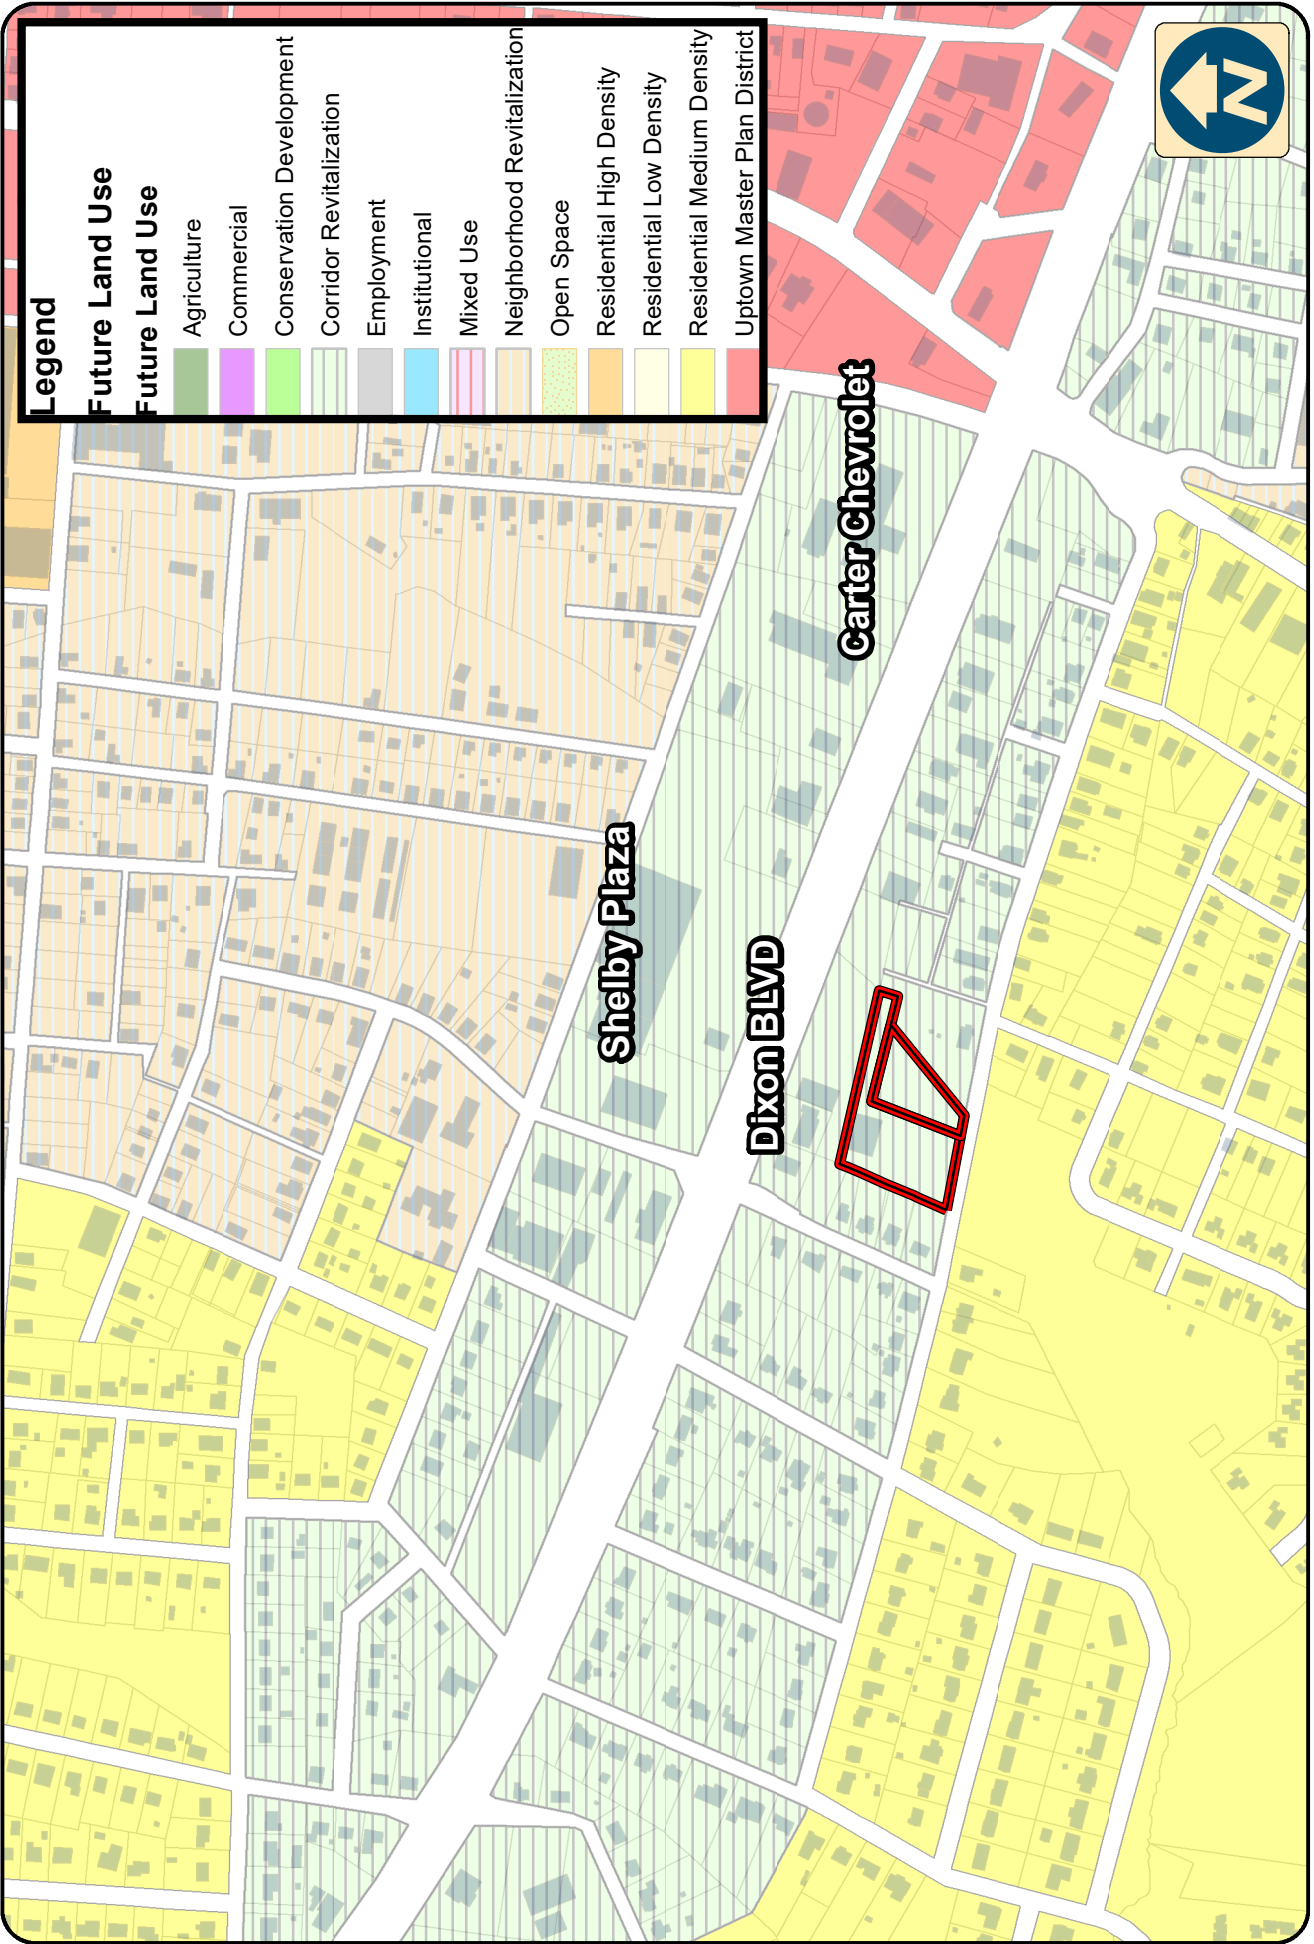 Legend
Future Land Use
Future Land Use
Agriculture
Commercial
Conservation Development
Corridor Revitalization
Employment
Institutional
Mixed Use
Neighborhood Revitalization
Open Space
Residential High Density
Residential Low Density
Residential Medium Density
Uptown Master Plan District
N
Carter Chevrolet
Shelby Plaza
Dixon BLVD